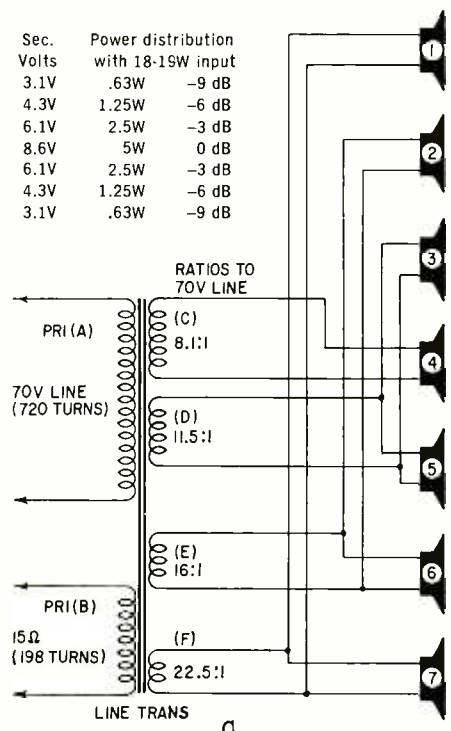 Sec. Power distribution
Volts with 18-19W input
3.1V .63W −9 dB
4.3V 1.25W −6 dB
6.1V 2.5W −3 dB
8.6V 5W 0 dB
6.1V 2.5W −3 dB
4.3V 1.25W −6 dB
3.1V .63W −9 dB
1
2
3
4
5
6
7
RATIOS TO
70V LINE
PRI(A)
70V LINE
(720 TURNS)
(C)
8.1:1
(D)
11.5:1
(E)
16:1
PRI(B)
15Ω
(198 TURNS)
(F)
22.5:1
LINE TRANS